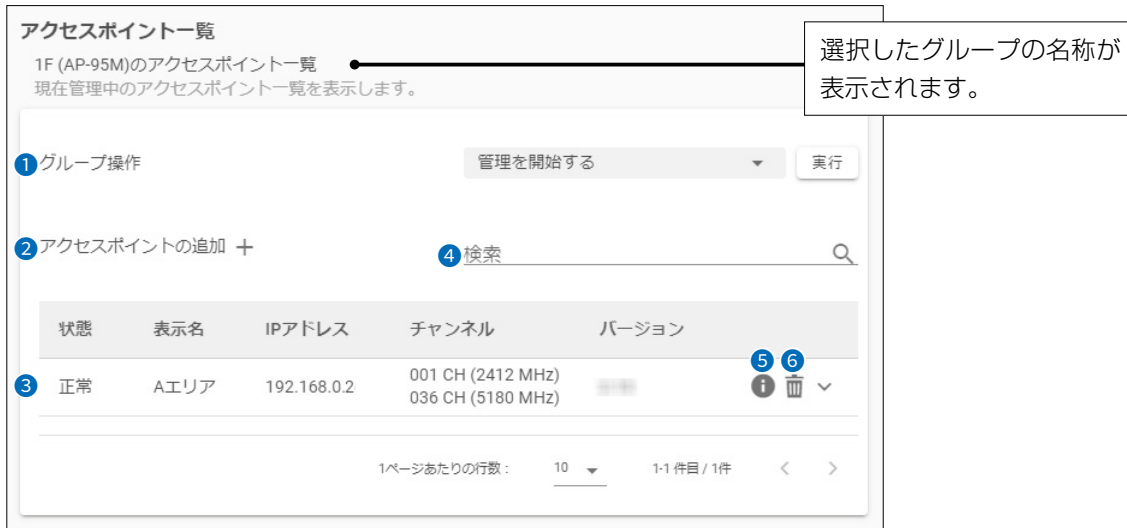 アクセスポイント一覧
1F (AP-95M)のアクセスポイント一覧
現在管理中のアクセスポイント一覧を表示します。
選択したグループの名称が
表示されます。
1 グループ操作 管理を開始する 実行
2 アクセスポイントの追加 +
4 検索
状態 表示名 IPアドレス チャンネル バージョン
5 6
3 正常 Aエリア 192.168.0.2 001 CH (2412 MHz)
036 CH (5180 MHz)
1ページあたりの行数: 10 1-1 件目 / 1件 < >